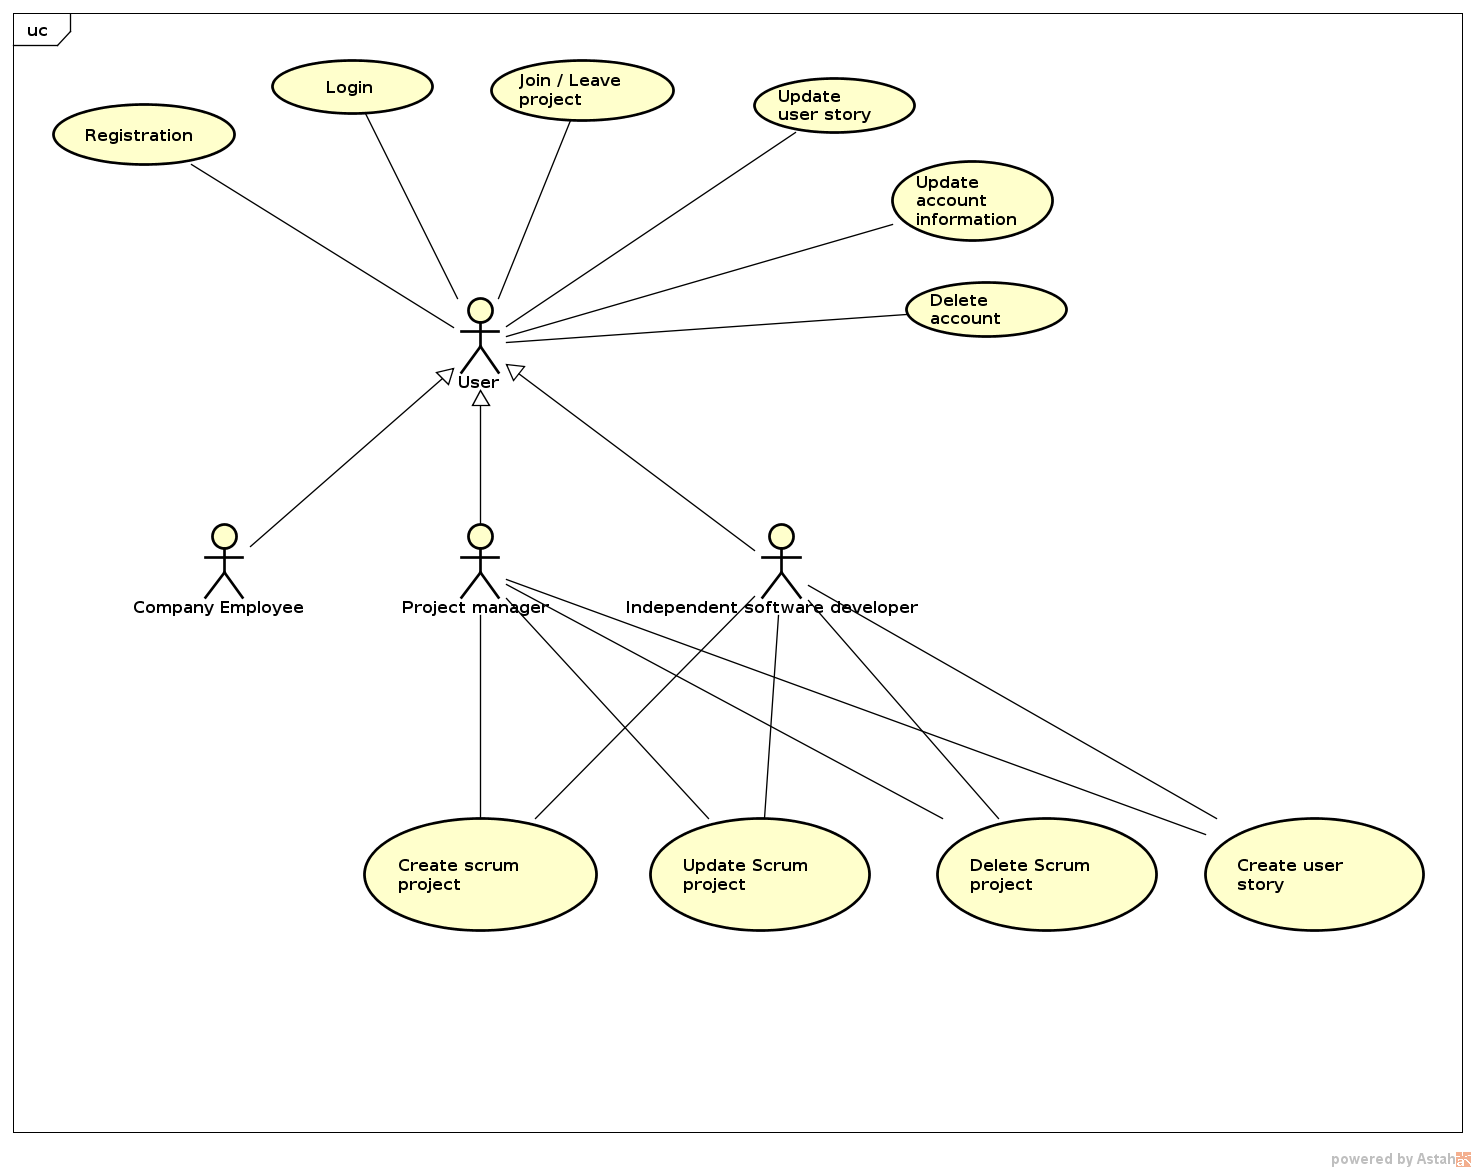 uc
Registration
Login
Join / Leave
project
Update
user story
Update
account
information
Delete
account
User
Company Employee
Project manager
Independent software developer
Create scrum
project
Update Scrum
project
Delete Scrum
project
Create user
story
powered by Astah